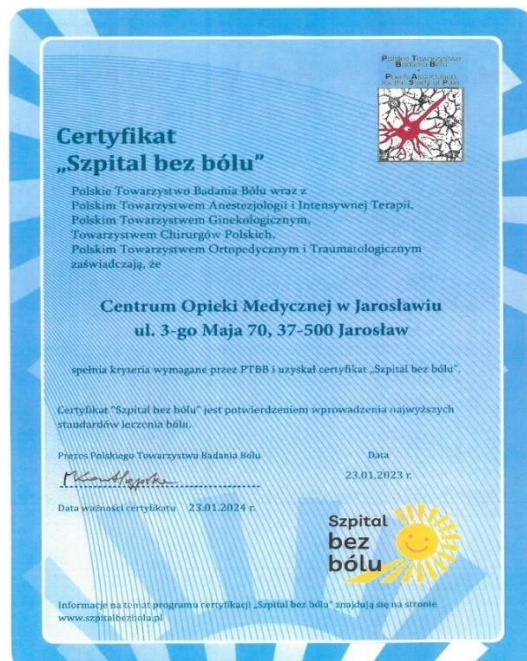 Polskie Towarzystwo
Badania Bólu
Polish Association
for the Study of Pain
Certyfikat
„Szpital bez bólu”
Polskie Towarzystwo Badania Bólu wraz z
Polskim Towarzystwem Anestezjologii i Intensywnej Terapii,
Polskim Towarzystwem Ginekologicznym,
Towarzystwem Chirurgów Polskich,
Polskim Towarzystwem Ortopedycznym i Traumatologicznym
zaświadczają, że
Centrum Opieki Medycznej w Jarosławiu
ul. 3-go Maja 70, 37-500 Jarosław
spełnia kryteria wymagane przez PTBB i uzyskał certyfikat „Szpital bez bólu”.
Certyfikat "Szpital bez bólu" jest potwierdzeniem wprowadzenia najwyższych
standardów leczenia bólu.
Prezes Polskiego Towarzystwa Badania Bólu
Data
23.01.2023 r.
Data ważności certyfikatu 23.01.2024 r.
Szpital
bez
bólu
Informacje na temat programu certyfikacji „Szpital bez bólu” znajdują się na stronie
www.szpitalbezbolu.pl